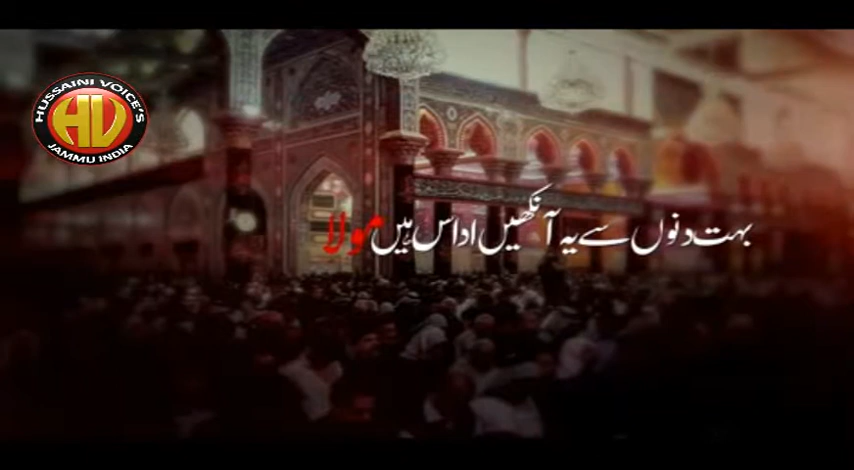 HUSSAINI VOICE'S
HV
JAMMU INDIA
بہت دنوں سے یہ آنکھیں اداس ہیں مولا